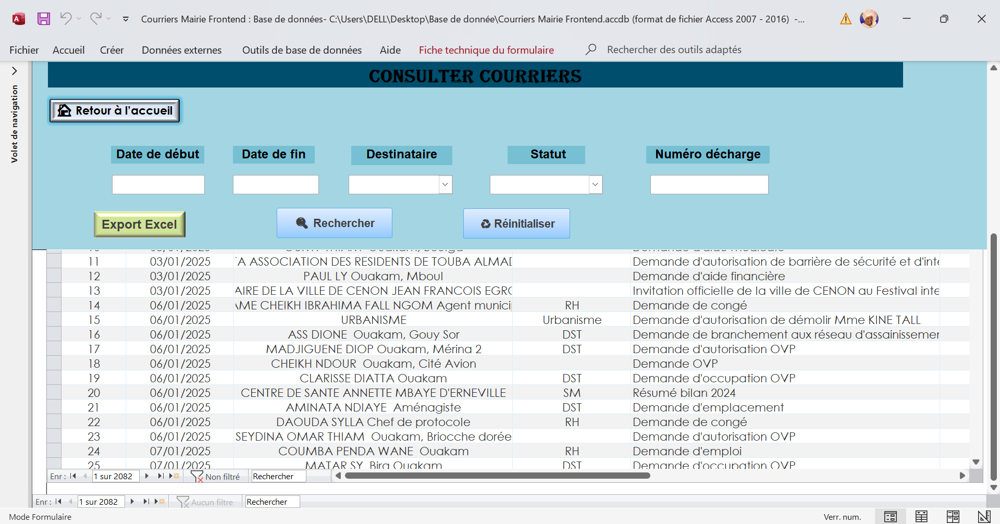 Courriers Mairie Frontend : Base de données- C:\Users\DELL\Desktop\Base de donnée\Courriers Mairie Frontend.accdb (format de fichier Access 2007 - 2016) -...
Fichier Accueil Créer Données externes Outils de base de données Aide Fiche technique du formulaire Rechercher des outils adaptés
Volet de navigation
CONSULTER COURRIERS
Retour à l'accueil
Date de début Date de fin Destinataire Statut Numéro décharge
Export Excel Rechercher Réinitialiser
11 03/01/2025 TA ASSOCIATION DES RESIDENTS DE TOUBA ALMAD Demande d'autorisation de barrière de sécurité et d'inte
12 03/01/2025 PAUL LY Ouakam, Mboul Demande d'aide financière
13 03/01/2025 AIRE DE LA VILLE DE CENON JEAN FRANCOIS EGRO Invitation officielle de la ville de CENON au Festival inte
14 06/01/2025 AME CHEIKH IBRAHIMA FALL NGOM Agent municip RH Demande de congé
15 06/01/2025 URBANISME Urbanisme Demande d'autorisation de démolir Mme KINE TALL
16 06/01/2025 ASS DIONE Ouakam, Gouy Sor DST Demande de branchement aux réseau d'assainissemen
17 06/01/2025 MADJIGUENE DIOP Ouakam, Mérina 2 DST Demande d'autorisation OVP
18 06/01/2025 CHEIKH NDOUR Ouakam, Cité Avion Demande OVP
19 06/01/2025 CLARISSE DIATTA Ouakam DST Demande d'occupation OVP
20 06/01/2025 CENTRE DE SANTE ANNETTE MBAYE D'ERNEVILLE SM Résumé bilan 2024
21 06/01/2025 AMINATA NDIAYE Aménagiste DST Demande d'emplacement
22 06/01/2025 DAOUDA SYLLA Chef de protocole RH Demande de congé
23 06/01/2025 SEYDINA OMAR THIAM Ouakam, Briocche dorée Demande d'autorisation OVP
24 07/01/2025 COUMBA PENDA WANE Ouakam RH Demande d'emploi
25 07/01/2025 MATAR SY Bira Ouakam DST Demande d'occupation OVP
Enr : 1 sur 2082 Non filtré Rechercher
Enr : 1 sur 2082 Aucun filtre Rechercher
Mode Formulaire Verr. num.